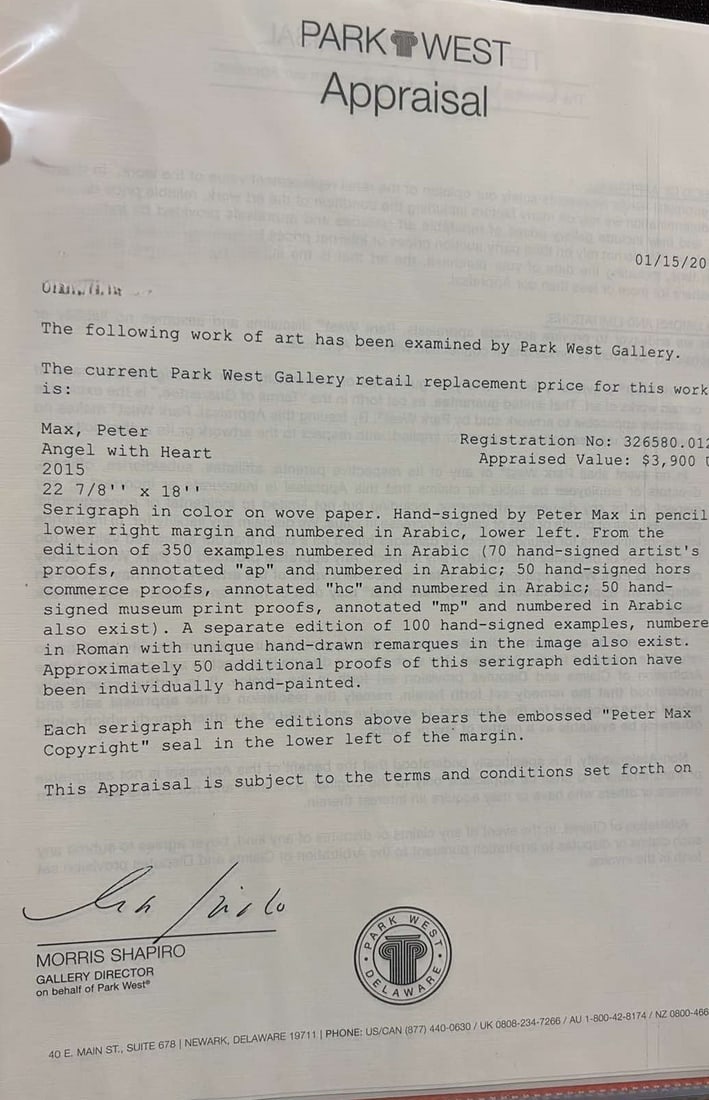 PARK WEST
Appraisal
01/15/20
The following work of art has been examined by Park West Gallery.
The current Park West Gallery retail replacement price for this work
is:
Max, Peter
Registration No: 326580.012
Angel with Heart
Appraised Value: $3,900
2015
22 7/8'' x 18''
Serigraph in color on wove paper. Hand-signed by Peter Max in pencil
lower right margin and numbered in Arabic, lower left. From the
edition of 350 examples numbered in Arabic (70 hand-signed artist's
proofs, annotated "ap" and numbered in Arabic; 50 hand-signed hors
commerce proofs, annotated "hc" and numbered in Arabic; 50 hand-
signed museum print proofs, annotated "mp" and numbered in Arabic
also exist). A separate edition of 100 hand-signed examples, numbere
in Roman with unique hand-drawn remarques in the image also exist.
Approximately 50 additional proofs of this serigraph edition have
been individually hand-painted.
Each serigraph in the editions above bears the embossed "Peter Max
Copyright" seal in the lower left of the margin.
This Appraisal is subject to the terms and conditions set forth on
MORRIS SHAPIRO
GALLERY DIRECTOR
on behalf of Park West®
PARK WEST
DELAWARE
40 E. MAIN ST., SUITE 678 | NEWARK, DELAWARE 19711 | PHONE: US/CAN (877) 440-0630 / UK 0808-234-7266 / AU 1-800-42-8174 / NZ 0800-466